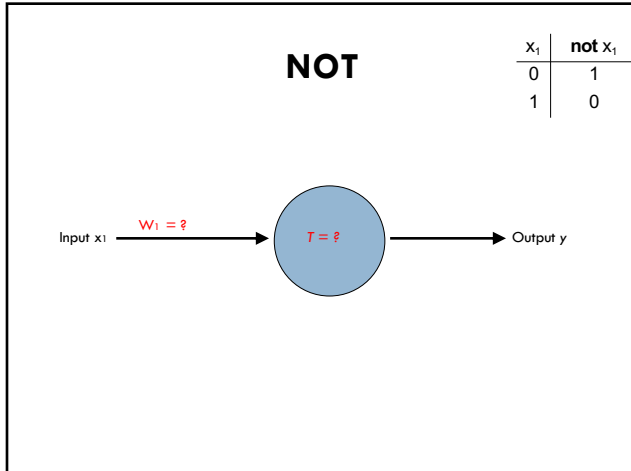 NOT
x₁ not x₁
0 1
1 0
W₁ = ?
Input x₁
T = ?
Output y